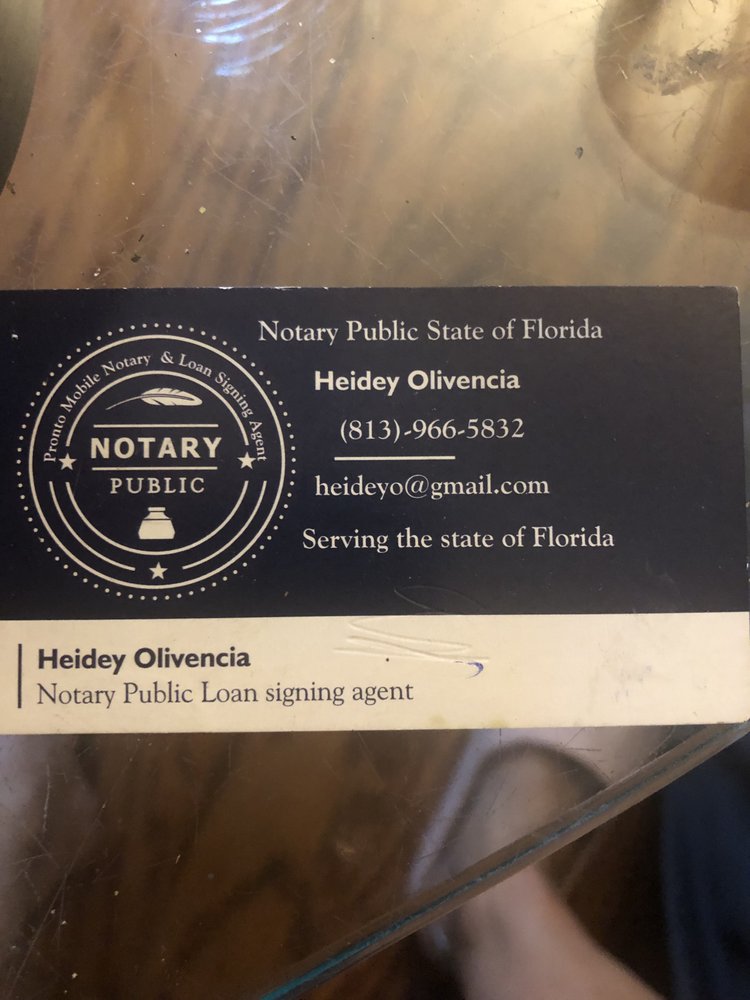 Pronto Mobile Notary & Loan Signing Agent
NOTARY
PUBLIC
Notary Public State of Florida
Heidey Olivencia
(813)-966-5832
heideyo@gmail.com
Serving the state of Florida
Heidey Olivencia
Notary Public Loan signing agent